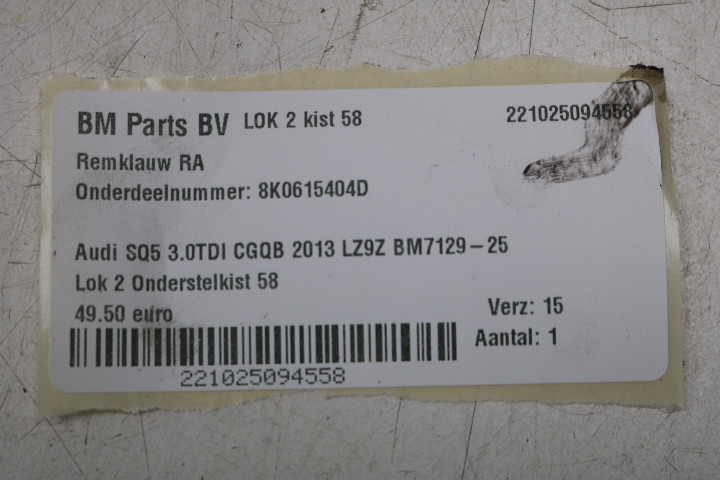 BM Parts BV LOK 2 kist 58 221025094558
Remklauw RA
Onderdeelnummer: 8K0615404D
Audi SQ5 3.0TDI CGQB 2013 LZ9Z BM7129-25
Lok 2 Onderstelkist 58
49.50 euro
Verz: 15
Aantal: 1
221025094558